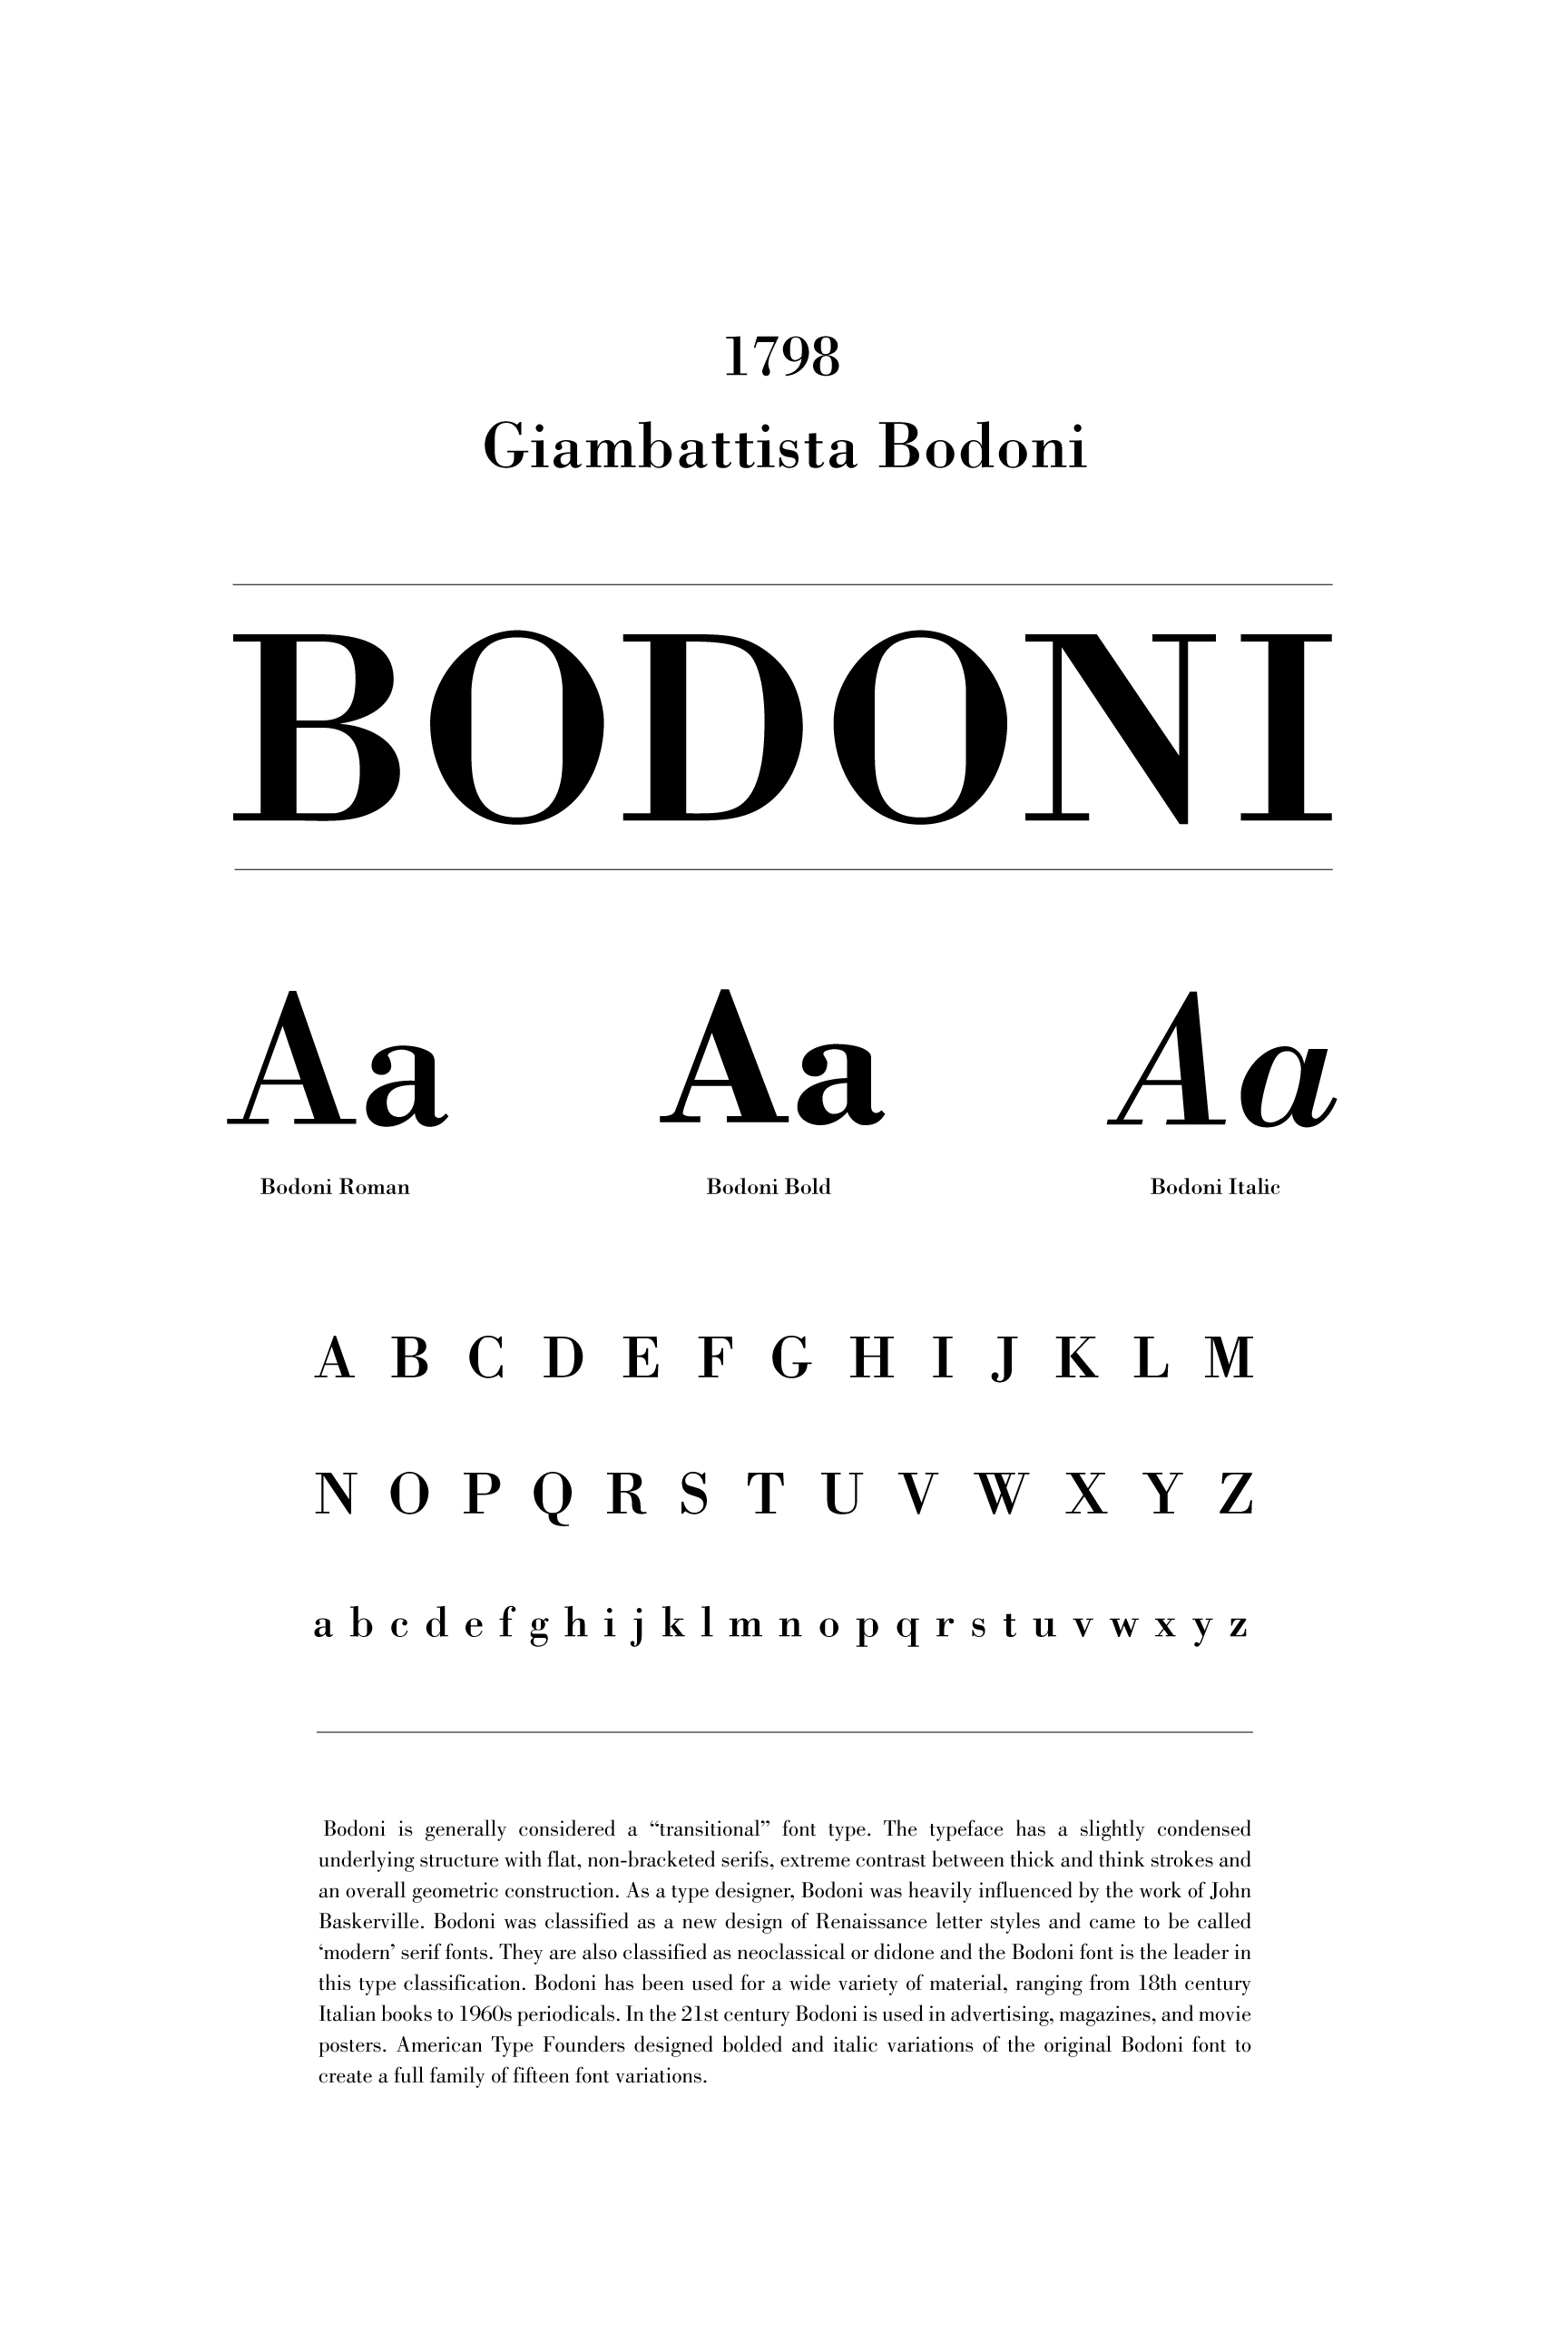 1798
Giambattista Bodoni
BODONI
Aa Aa Aa
Bodoni Roman Bodoni Bold Bodoni Italic
A B C D E F G H I J K L M
N O P Q R S T U V W X Y Z
a b c d e f g h i j k l m n o p q r s t u v w x y z
Bodoni is generally considered a “transitional” font type. The typeface has a slightly condensed
underlying structure with flat, non-bracketed serifs, extreme contrast between thick and think strokes and
an overall geometric construction. As a type designer, Bodoni was heavily influenced by the work of John
Baskerville. Bodoni was classified as a new design of Renaissance letter styles and came to be called
‘modern’ serif fonts. They are also classified as neoclassical or didone and the Bodoni font is the leader in
this type classification. Bodoni has been used for a wide variety of material, ranging from 18th century
Italian books to 1960s periodicals. In the 21st century Bodoni is used in advertising, magazines, and movie
posters. American Type Founders designed bolded and italic variations of the original Bodoni font to
create a full family of fifteen font variations.